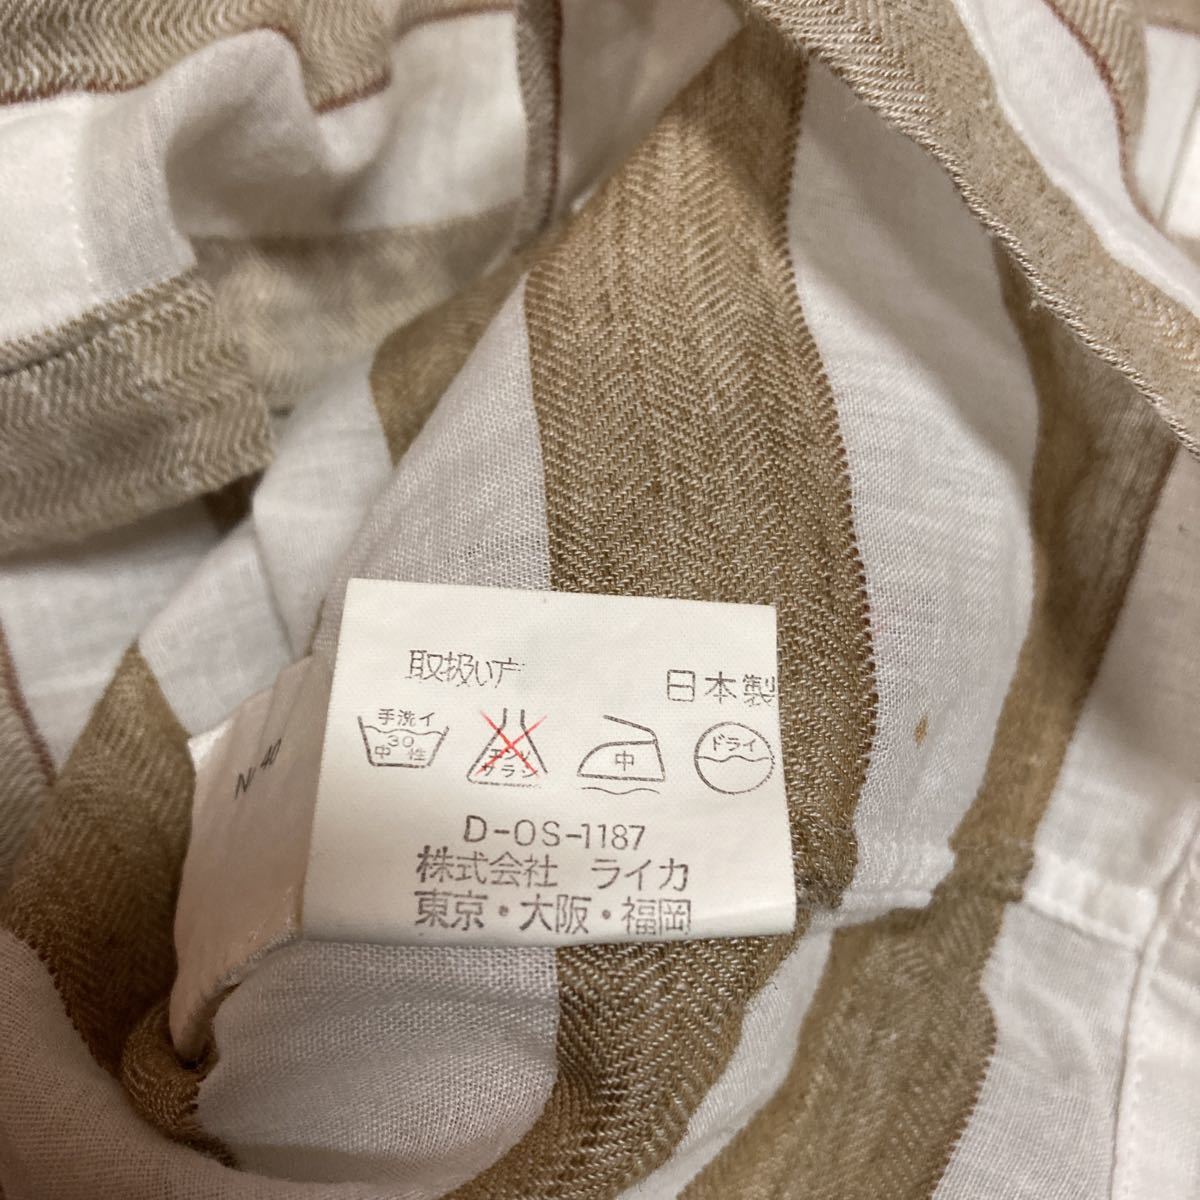 取扱い方
日本製
手洗イ
30
中性
エンソ
サラシ
中
ドライ
D-OS-1187
株式会社 ライカ
東京・大阪・福岡
40